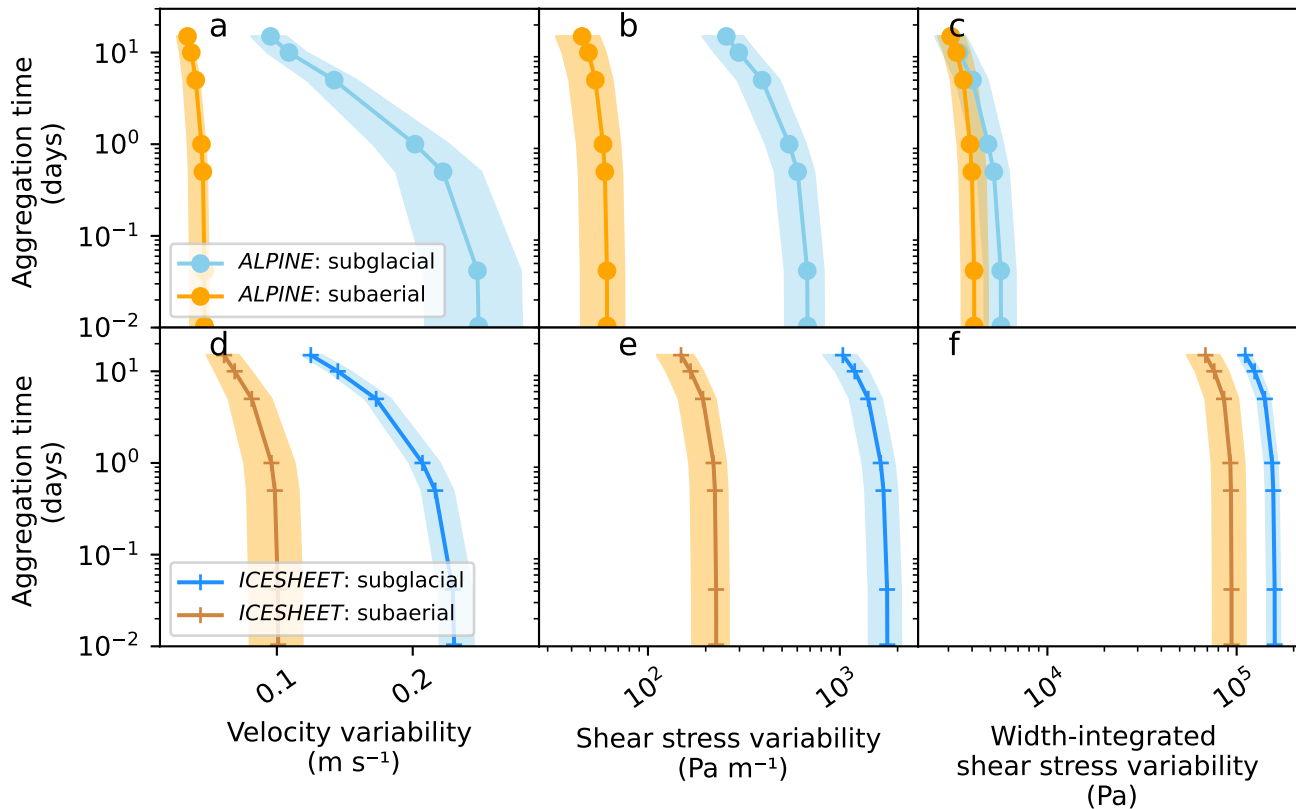 a
b
c
Aggregation time
(days)
10¹
10⁰
10⁻¹
10⁻²
ALPINE: subglacial
ALPINE: subaerial
d
e
f
Aggregation time
(days)
10¹
10⁰
10⁻¹
10⁻²
ICESHEET: subglacial
ICESHEET: subaerial
0.1
0.2
10²
10³
10⁴
10⁵
Velocity variability
(m s⁻¹)
Shear stress variability
(Pa m⁻¹)
Width-integrated
shear stress variability
(Pa)